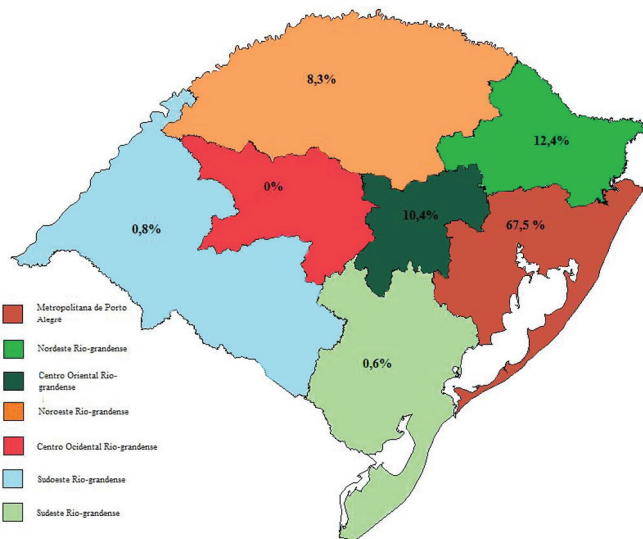 8,3%
12,4%
0%
10,4%
67,5 %
0,8%
0,6%
Metropolitana de Porto
Alegre
Nordeste Rio-grandense
Centro Oriental Rio-
grandense
Noroeste Rio-grandense
Centro Ocidental Rio-grandense
Sudoeste Rio-grandense
Sudeste Rio-grandense